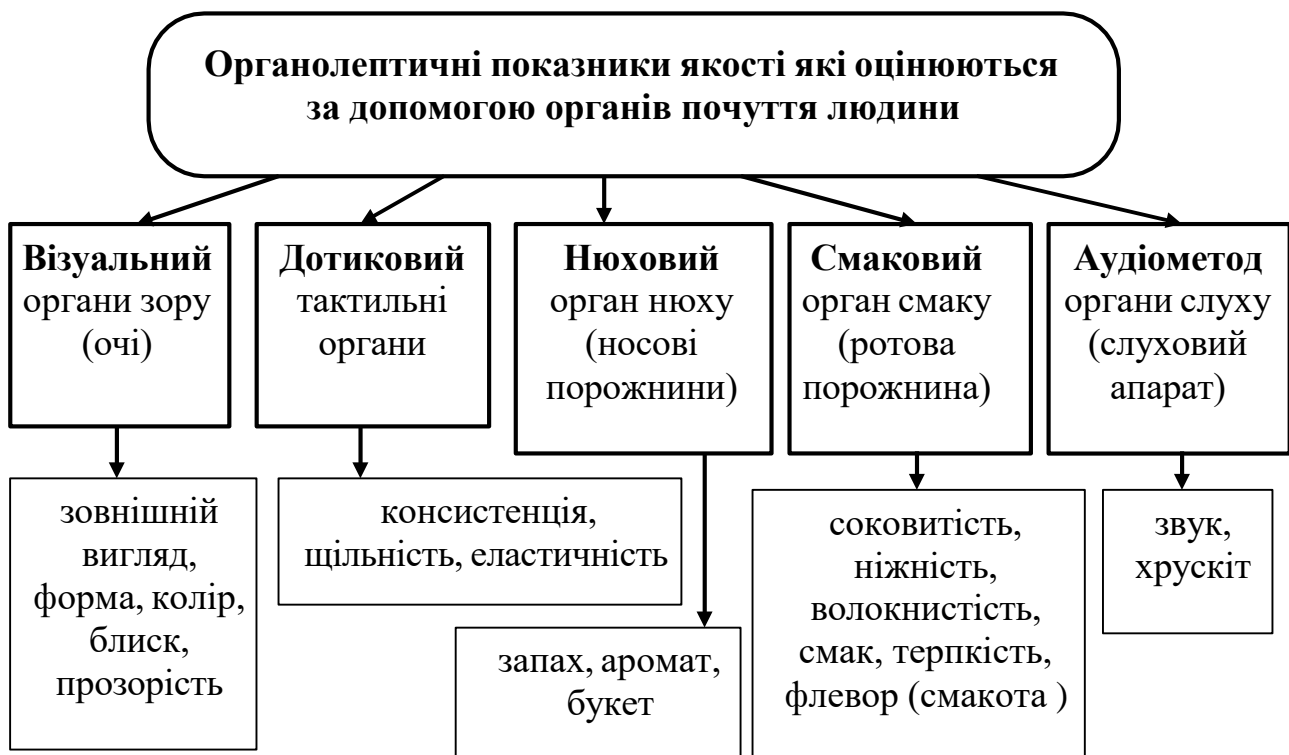 Органолептичні показники якості які оцінюються
за допомогою органів почуття людини
Візуальний
органи зору
(очі)
Дотиковий
тактильні
органи
Нюховий
орган нюху
(носові
порожнини)
Смаковий
орган смаку
(ротова
порожнина)
Аудіометод
органи слуху
(слуховий
апарат)
зовнішній
вигляд,
форма, колір,
блиск,
прозорість
консистенція,
щільність, еластичність
запах, аромат,
букет
соковитість,
ніжність,
волокнистість,
смак, терпкість,
флевор (смакота )
звук,
хрускіт